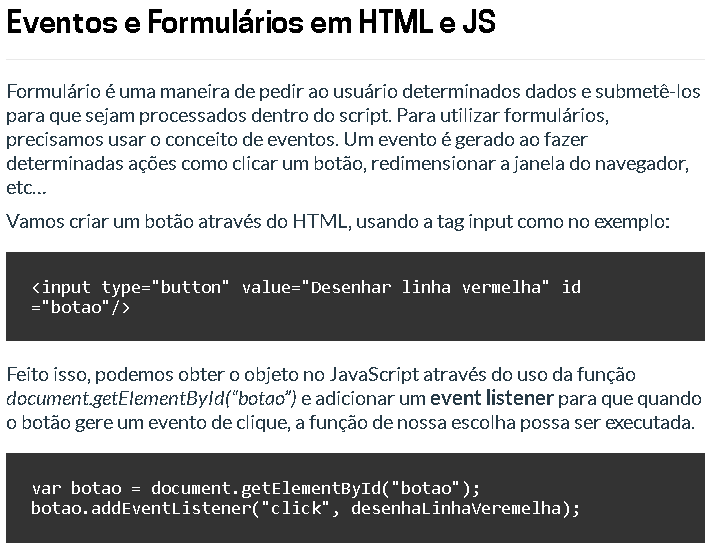 Eventos e Formulários em HTML e JS
Formulário é uma maneira de pedir ao usuário determinados dados e submetê-los
para que sejam processados dentro do script. Para utilizar formulários,
precisamos usar o conceito de eventos. Um evento é gerado ao fazer
determinadas ações como clicar um botão, redimensionar a janela do navegador,
etc…
Vamos criar um botão através do HTML, usando a tag input como no exemplo:
<input type="button" value="Desenhar linha vermelha" id
="botao"/>
Feito isso, podemos obter o objeto no JavaScript através do uso da função
document.getElementById(“botao”) e adicionar um event listener para que quando
o botão gere um evento de clique, a função de nossa escolha possa ser executada.
var botao = document.getElementById("botao");
botao.addEventListener("click", desenhaLinhaVeremelha);